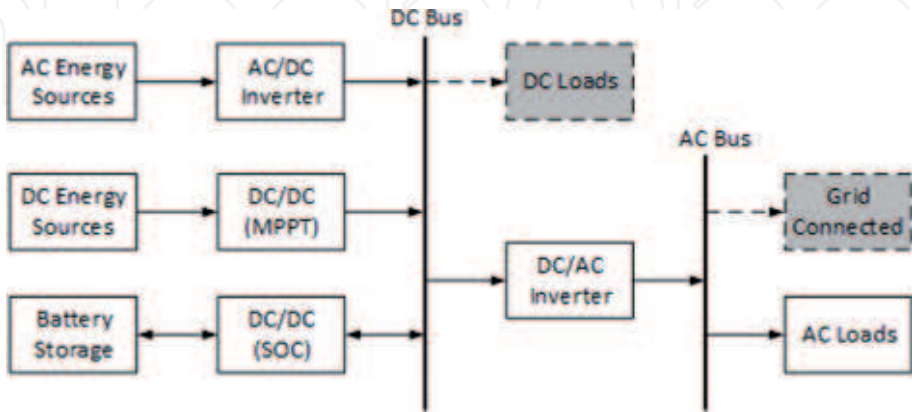 DC Bus
AC Energy
Sources
AC/DC
Inverter
DC Loads
AC Bus
DC Energy
Sources
DC/DC
(MPPT)
Grid
Connected
DC/AC
Inverter
Battery
Storage
DC/DC
(SOC)
AC Loads